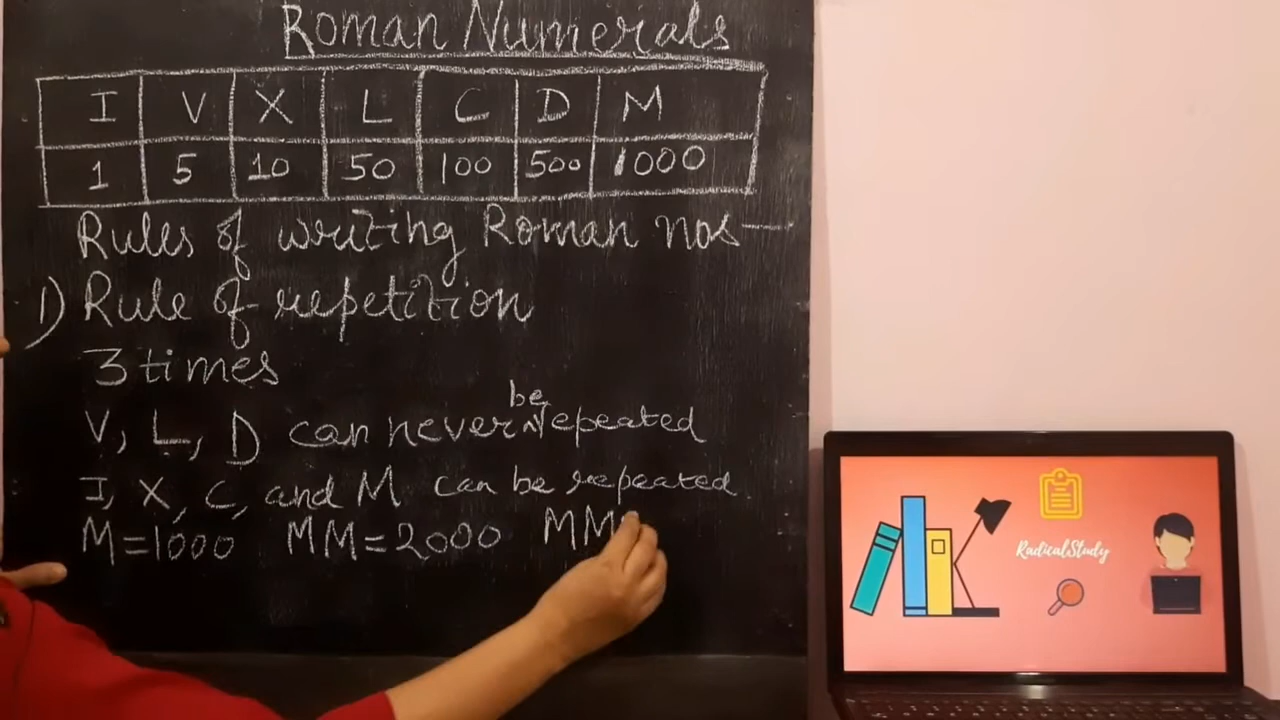 Roman Numerals
I V X L C D M
1 5 10 50 100 500 1000
Rules of writing Roman nos—
1) Rule of repetition
3 times
V, L, D can never be repeated
I, X, C, and M can be repeated.
M=1000 MM=2000 MM
RadicalStudy